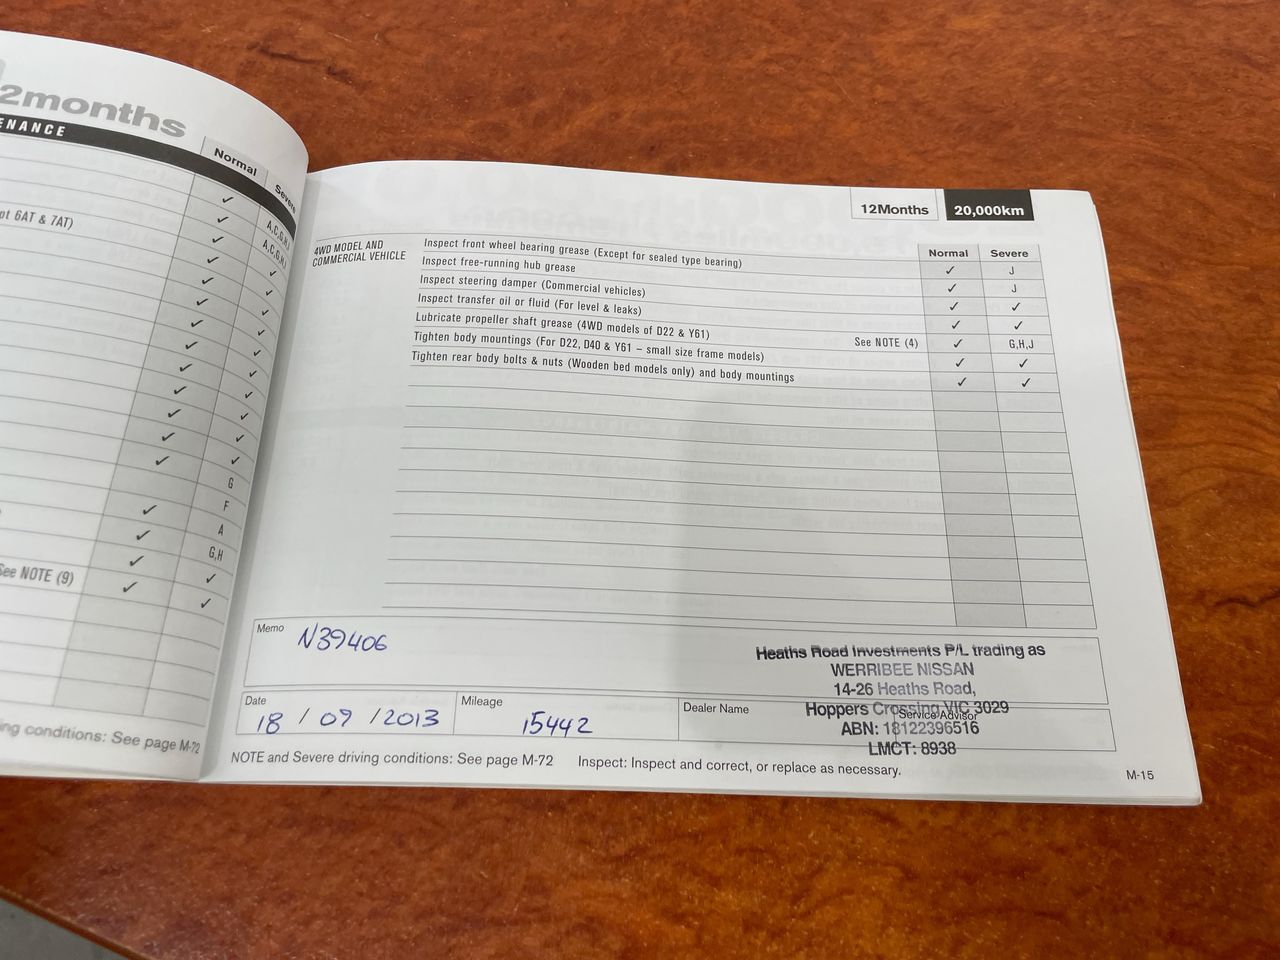 2months
ENANCE
Normal
Severe
✓ A,C,G,H,J
pt 6AT & 7AT) ✓ A,C,G,H,J
✓ ✓
✓ ✓
✓ ✓
✓ ✓
✓ ✓
✓ ✓
✓ ✓
✓ ✓
✓ ✓
✓ ✓
✓ G
F
✓ A
✓ G,H
✓ ✓
See NOTE (9) ✓ ✓
ng conditions: See page M-72
12Months 20,000km
Normal Severe
4WD MODEL AND
COMMERCIAL VEHICLE
Inspect front wheel bearing grease (Except for sealed type bearing) ✓ J
Inspect free-running hub grease ✓ J
Inspect steering damper (Commercial vehicles) ✓ ✓
Inspect transfer oil or fluid (For level & leaks) ✓ ✓
Lubricate propeller shaft grease (4WD models of D22 & Y61) See NOTE (4) ✓ G,H,J
Tighten body mountings (For D22, D40 & Y61 – small size frame models) ✓ ✓
Tighten rear body bolts & nuts (Wooden bed models only) and body mountings ✓ ✓
Memo N39406
Heaths Road Investments P/L trading as
WERRIBEE NISSAN
14-26 Heaths Road,
Hoppers Crossing VIC 3029
ABN: 18122396516
LMCT: 8938
Date 18 / 09 / 2013
Mileage 15442
Dealer Name
Service Advisor
NOTE and Severe driving conditions: See page M-72 Inspect: Inspect and correct, or replace as necessary.
M-15